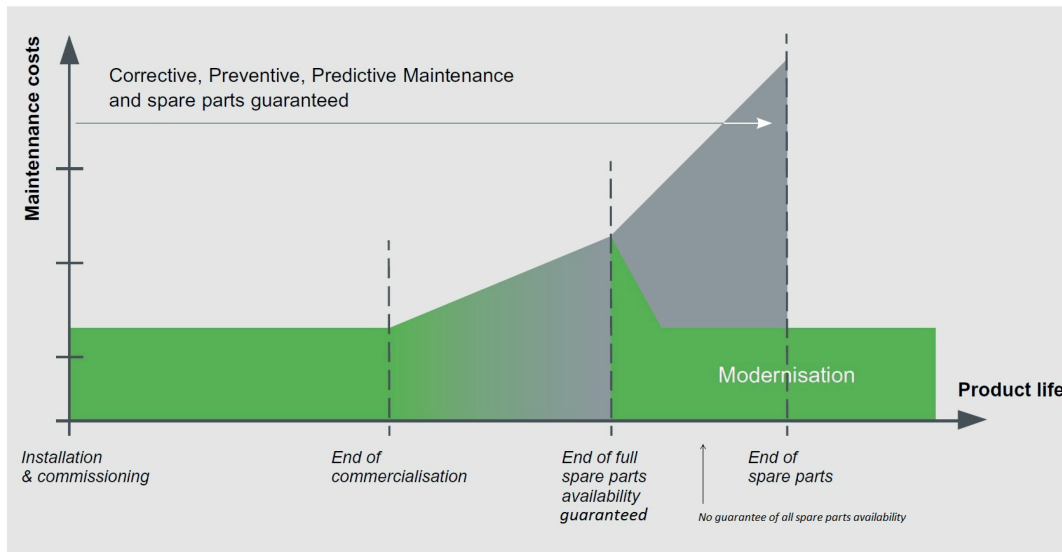 Maintennance costs
Corrective, Preventive, Predictive Maintenance
and spare parts guaranteed
Modernisation
Product life
Installation
& commissioning
End of
commercialisation
End of full
spare parts
availability
guaranteed
End of
spare parts
No guarantee of all spare parts availability